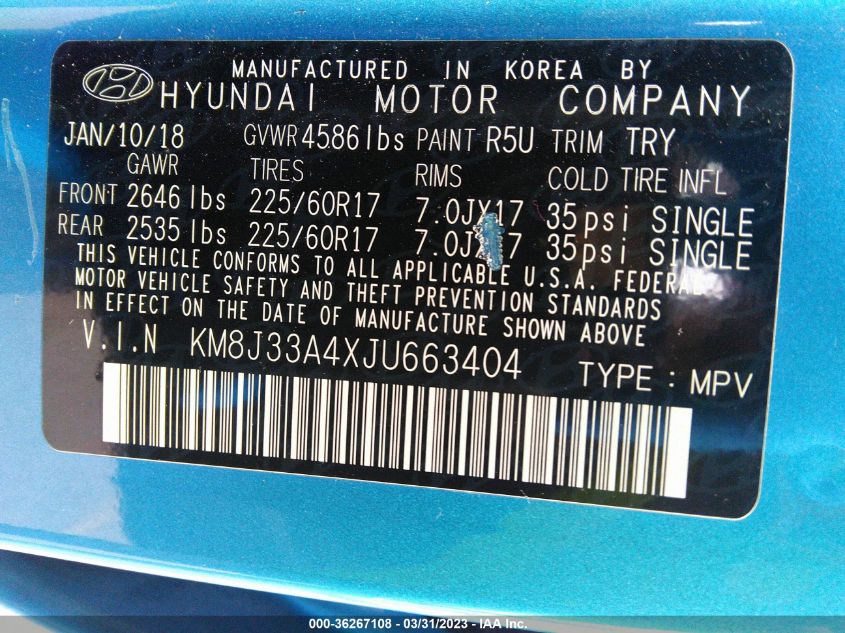 MANUFACTURED IN KOREA BY
HYUNDAI MOTOR COMPANY
JAN/10/18 GVWR 4586 lbs PAINT R5U TRIM TRY
GAWR TIRES RIMS COLD TIRE INFL
FRONT 2646 lbs 225/60R17 7.0JX17 35psi SINGLE
REAR 2535 lbs 225/60R17 7.0JX17 35psi SINGLE
THIS VEHICLE CONFORMS TO ALL APPLICABLE U.S.A. FEDERAL
MOTOR VEHICLE SAFETY AND THEFT PREVENTION STANDARDS
IN EFFECT ON THE DATE OF MANUFACTURE SHOWN ABOVE
V.I.N KM8J33A4XJU663404 TYPE : MPV
000-36267108 - 03/31/2023 - IAA Inc.